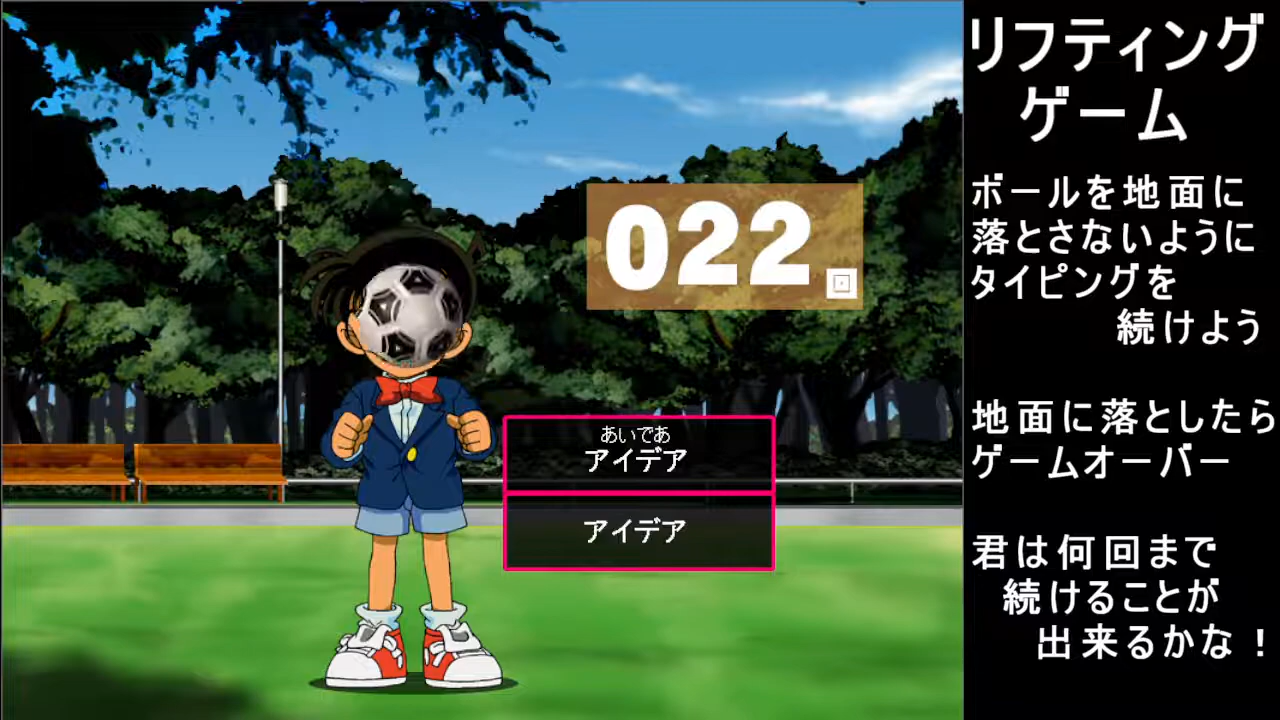 022回
あいであ
アイデア
アイデア
リフティング
ゲーム
ボールを地面に
落とさないように
タイピングを
続けよう
地面に落としたら
ゲームオーバー
君は何回まで
続けることが
出来るかな！